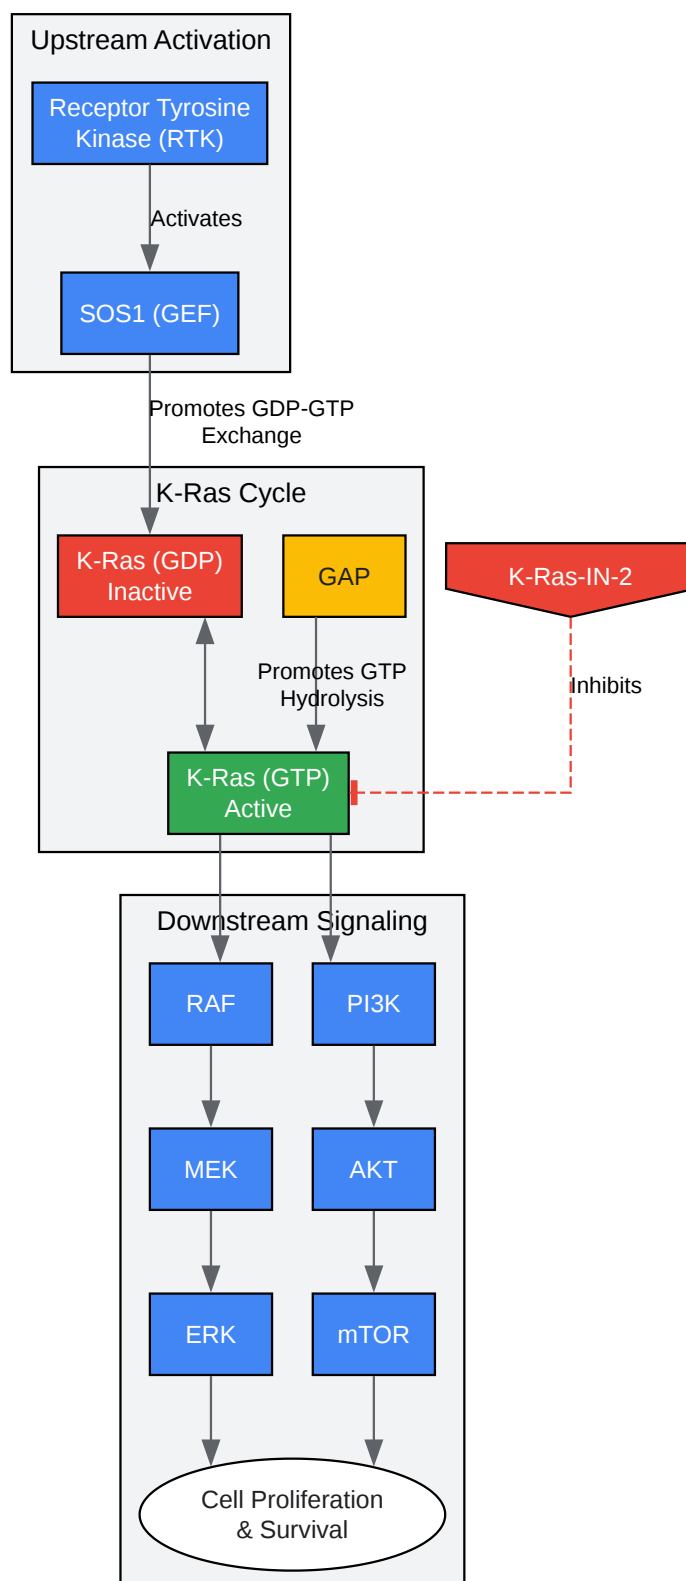 Upstream Activation
Receptor Tyrosine
Kinase (RTK)
Activates
SOS1 (GEF)
Promotes GDP-GTP
Exchange
K-Ras Cycle
K-Ras (GDP)
Inactive
GAP
K-Ras-IN-2
Promotes GTP
Hydrolysis
Inhibits
K-Ras (GTP)
Active
Downstream Signaling
RAF
PI3K
MEK
AKT
ERK
mTOR
Cell Proliferation
& Survival